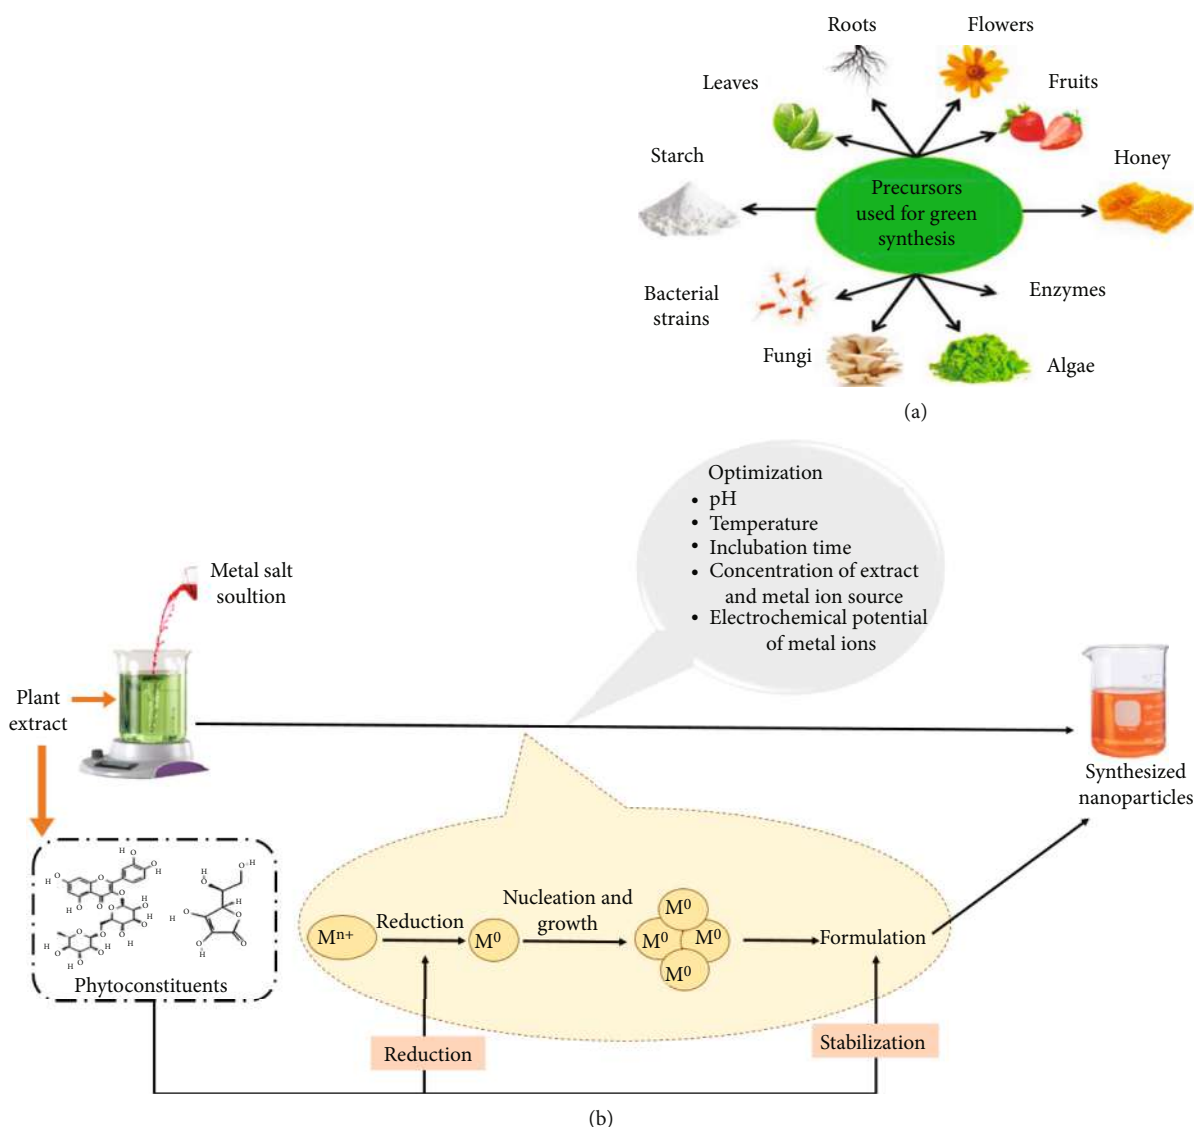 Roots
Flowers
Leaves
Fruits
Starch
Honey
Precursors
used for green
synthesis
Bacterial
strains
Enzymes
Fungi
Algae
(a)
Optimization
• pH
• Temperature
• Inclubation time
• Concentration of extract
and metal ion source
• Electrochemical potential
of metal ions
Metal salt
soultion
Plant
extract
Synthesized
nanoparticles
Phytoconstituents
Mⁿ⁺
Reduction
M⁰
Nucleation and
growth
M⁰
M⁰
M⁰
M⁰
Formulation
Reduction
Stabilization
(b)